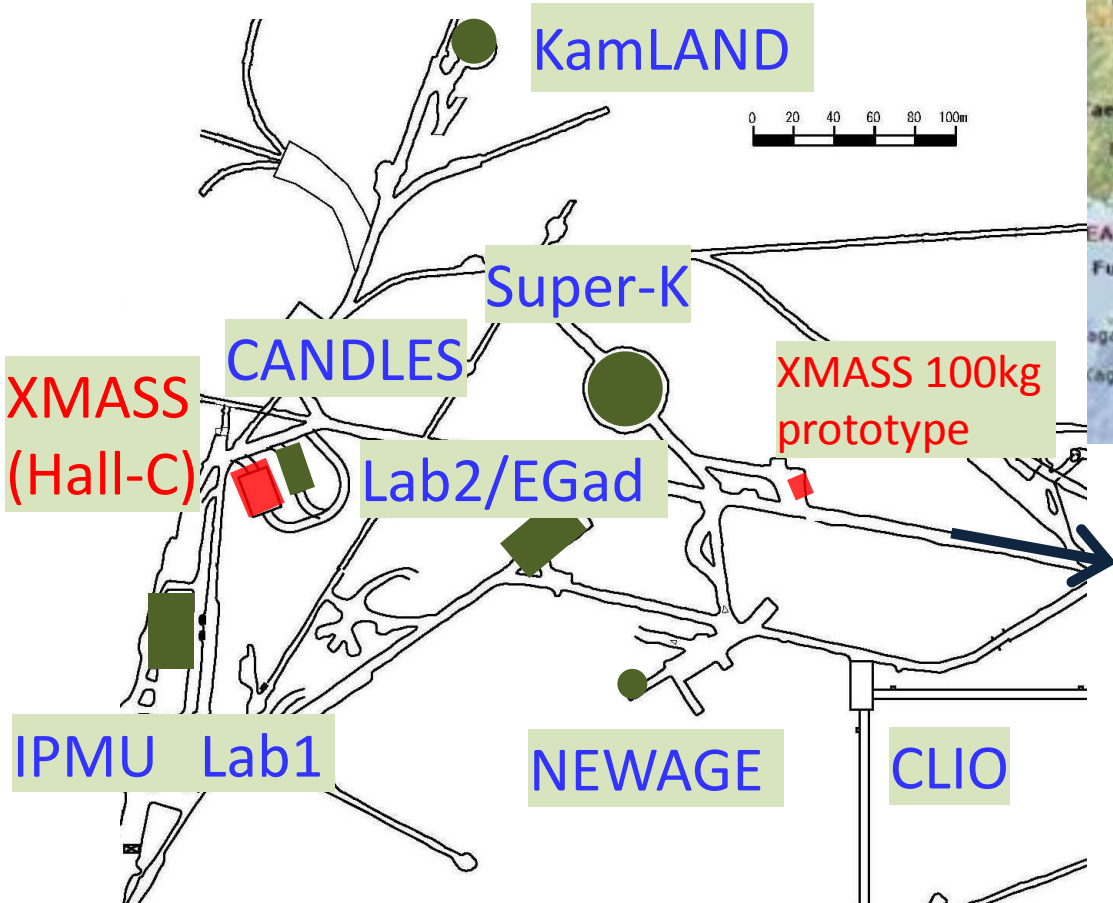 KamLAND
0 20 40 60 80 100m
Super-K
CANDLES
XMASS
(Hall-C)
XMASS 100kg
prototype
Lab2/EGad
IPMU Lab1
NEWAGE
CLIO